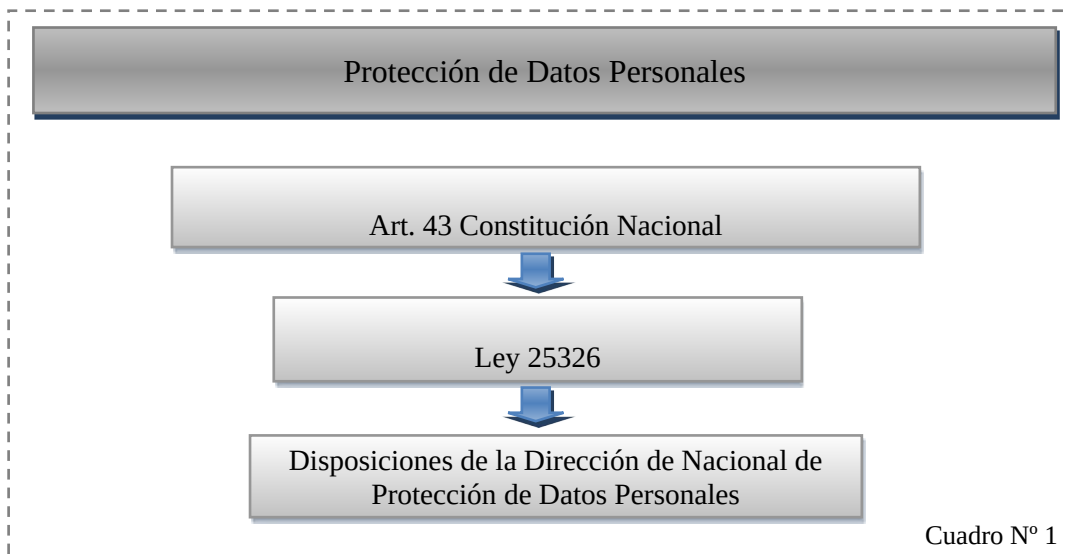 Protección de Datos Personales
Art. 43 Constitución Nacional
Ley 25326
Disposiciones de la Dirección de Nacional de
Protección de Datos Personales
Cuadro Nº 1